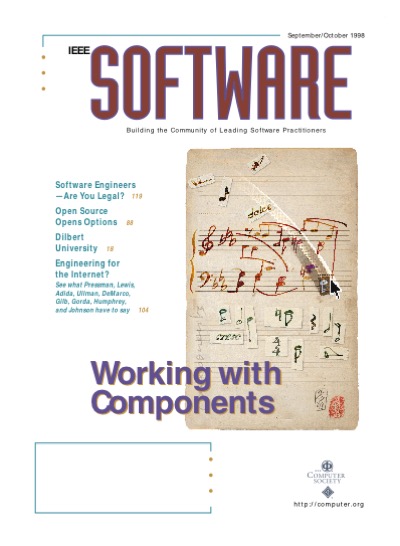 September/October 1998
IEEE
SOFTWARE
Building the Community of Leading Software Practitioners
Software Engineers
—Are You Legal? 119
Open Source
Opens Options 88
Dilbert
University 18
Engineering for
the Internet?
See what Pressman, Lewis,
Adida, Ullman, DeMarco,
Gilb, Gorda, Humphrey,
and Johnson have to say 104
dolce
cresc
Working with
Components
IEEE
COMPUTER
SOCIETY
http://computer.org